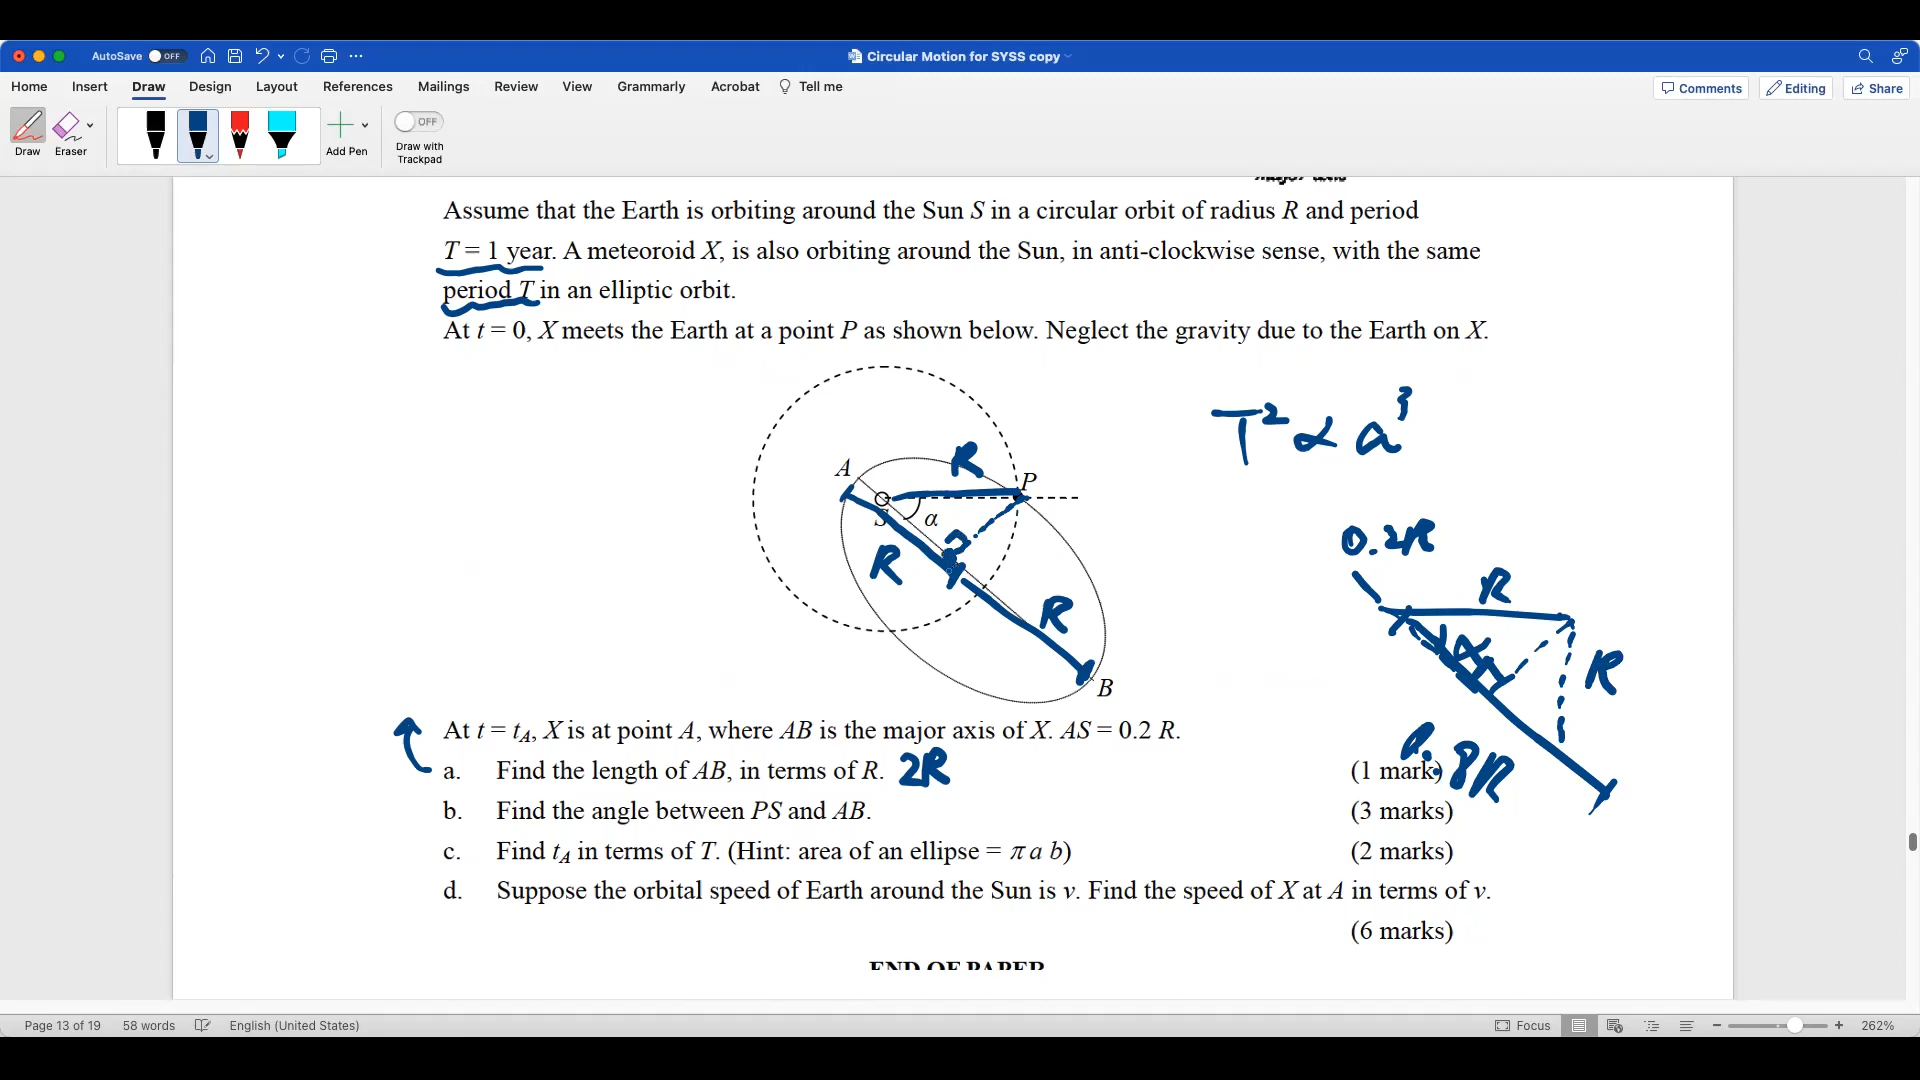 AutoSave OFF
Circular Motion for SYSS copy
Home Insert Draw Design Layout References Mailings Review View Grammarly Acrobat Tell me
Comments Editing Share
OFF
Draw Eraser Add Pen Draw with Trackpad
major axis
Assume that the Earth is orbiting around the Sun S in a circular orbit of radius R and period
T = 1 year. A meteoroid X, is also orbiting around the Sun, in anti-clockwise sense, with the same
period T in an elliptic orbit.
At t = 0, X meets the Earth at a point P as shown below. Neglect the gravity due to the Earth on X.
T² ∝ a³
A R P
S α
R
R
B
0.2R
R
α
R
0.8R
At t = tA, X is at point A, where AB is the major axis of X. AS = 0.2 R.
a. Find the length of AB, in terms of R. 2R (1 mark)
b. Find the angle between PS and AB. (3 marks)
c. Find tA in terms of T. (Hint: area of an ellipse = π a b) (2 marks)
d. Suppose the orbital speed of Earth around the Sun is v. Find the speed of X at A in terms of v.
(6 marks)
END OF PAPER
Page 13 of 19 58 words English (United States) Focus 262%